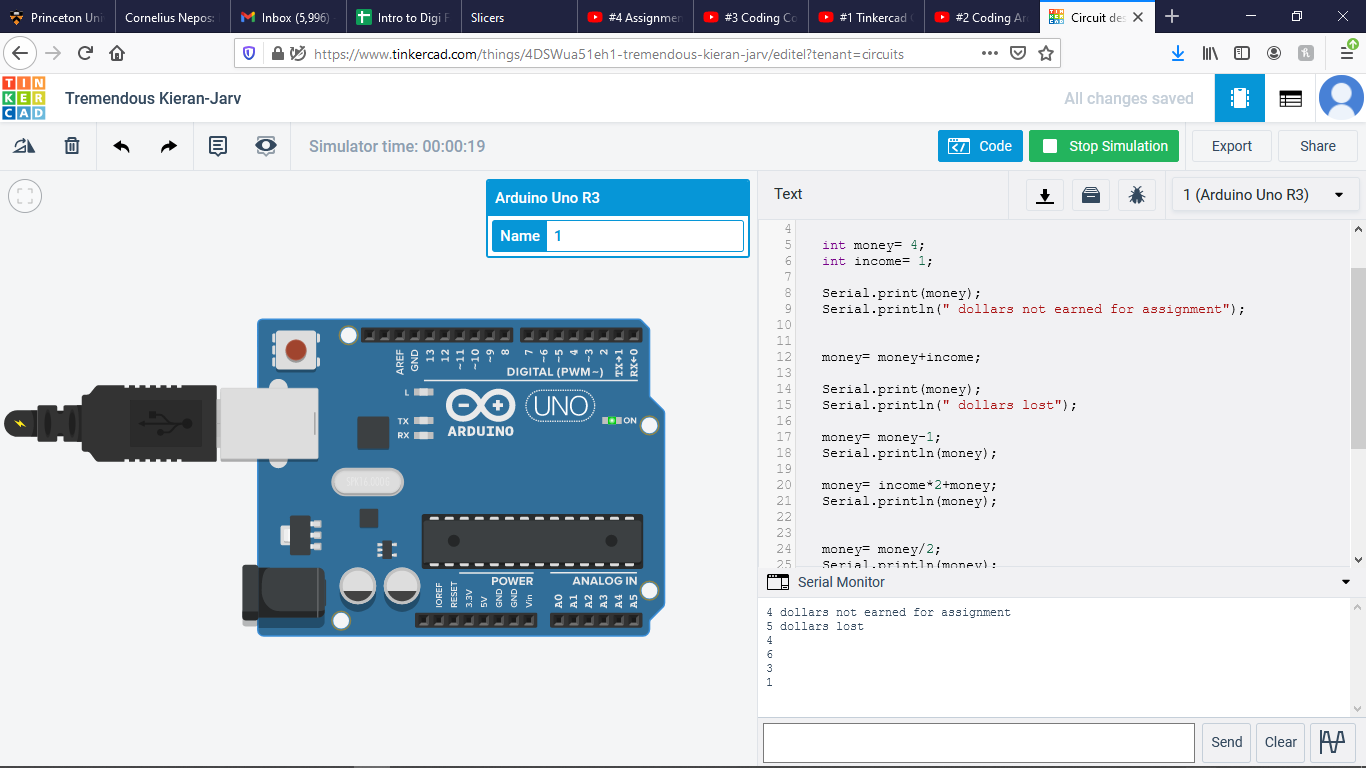 Princeton Uni
Cornelius Nepos:
Inbox (5,996)
Intro to Digi F
Slicers
#4 Assignmen
#3 Coding Co
#1 Tinkercad
#2 Coding Ar
Circuit des
https://www.tinkercad.com/things/4DSWua51eh1-tremendous-kieran-jarv/editel?tenant=circuits
TIN
KER
CAD
Tremendous Kieran-Jarv
All changes saved
Simulator time: 00:00:19
Code
Stop Simulation
Export
Share
Arduino Uno R3
Name 1
Text
1 (Arduino Uno R3)
4
5 int money= 4;
6 int income= 1;
7
8 Serial.print(money);
9 Serial.println(" dollars not earned for assignment");
10
11
12 money= money+income;
13
14 Serial.print(money);
15 Serial.println(" dollars lost");
16
17 money= money-1;
18 Serial.println(money);
19
20 money= income*2+money;
21 Serial.println(money);
22
23
24 money= money/2;
25 Serial.println(money);
AREF
GND
13
12
~11
~10
~9
8
7
~6
~5
4
~3
2
TX→1
RX←0
DIGITAL (PWM~)
L
TX
RX
ARDUINO
UNO
ON
IOREF
RESET
3.3V
5V
GND
GND
Vin
POWER
ANALOG IN
A0
A1
A2
A3
A4
A5
Serial Monitor
4 dollars not earned for assignment
5 dollars lost
4
6
3
1
Send
Clear